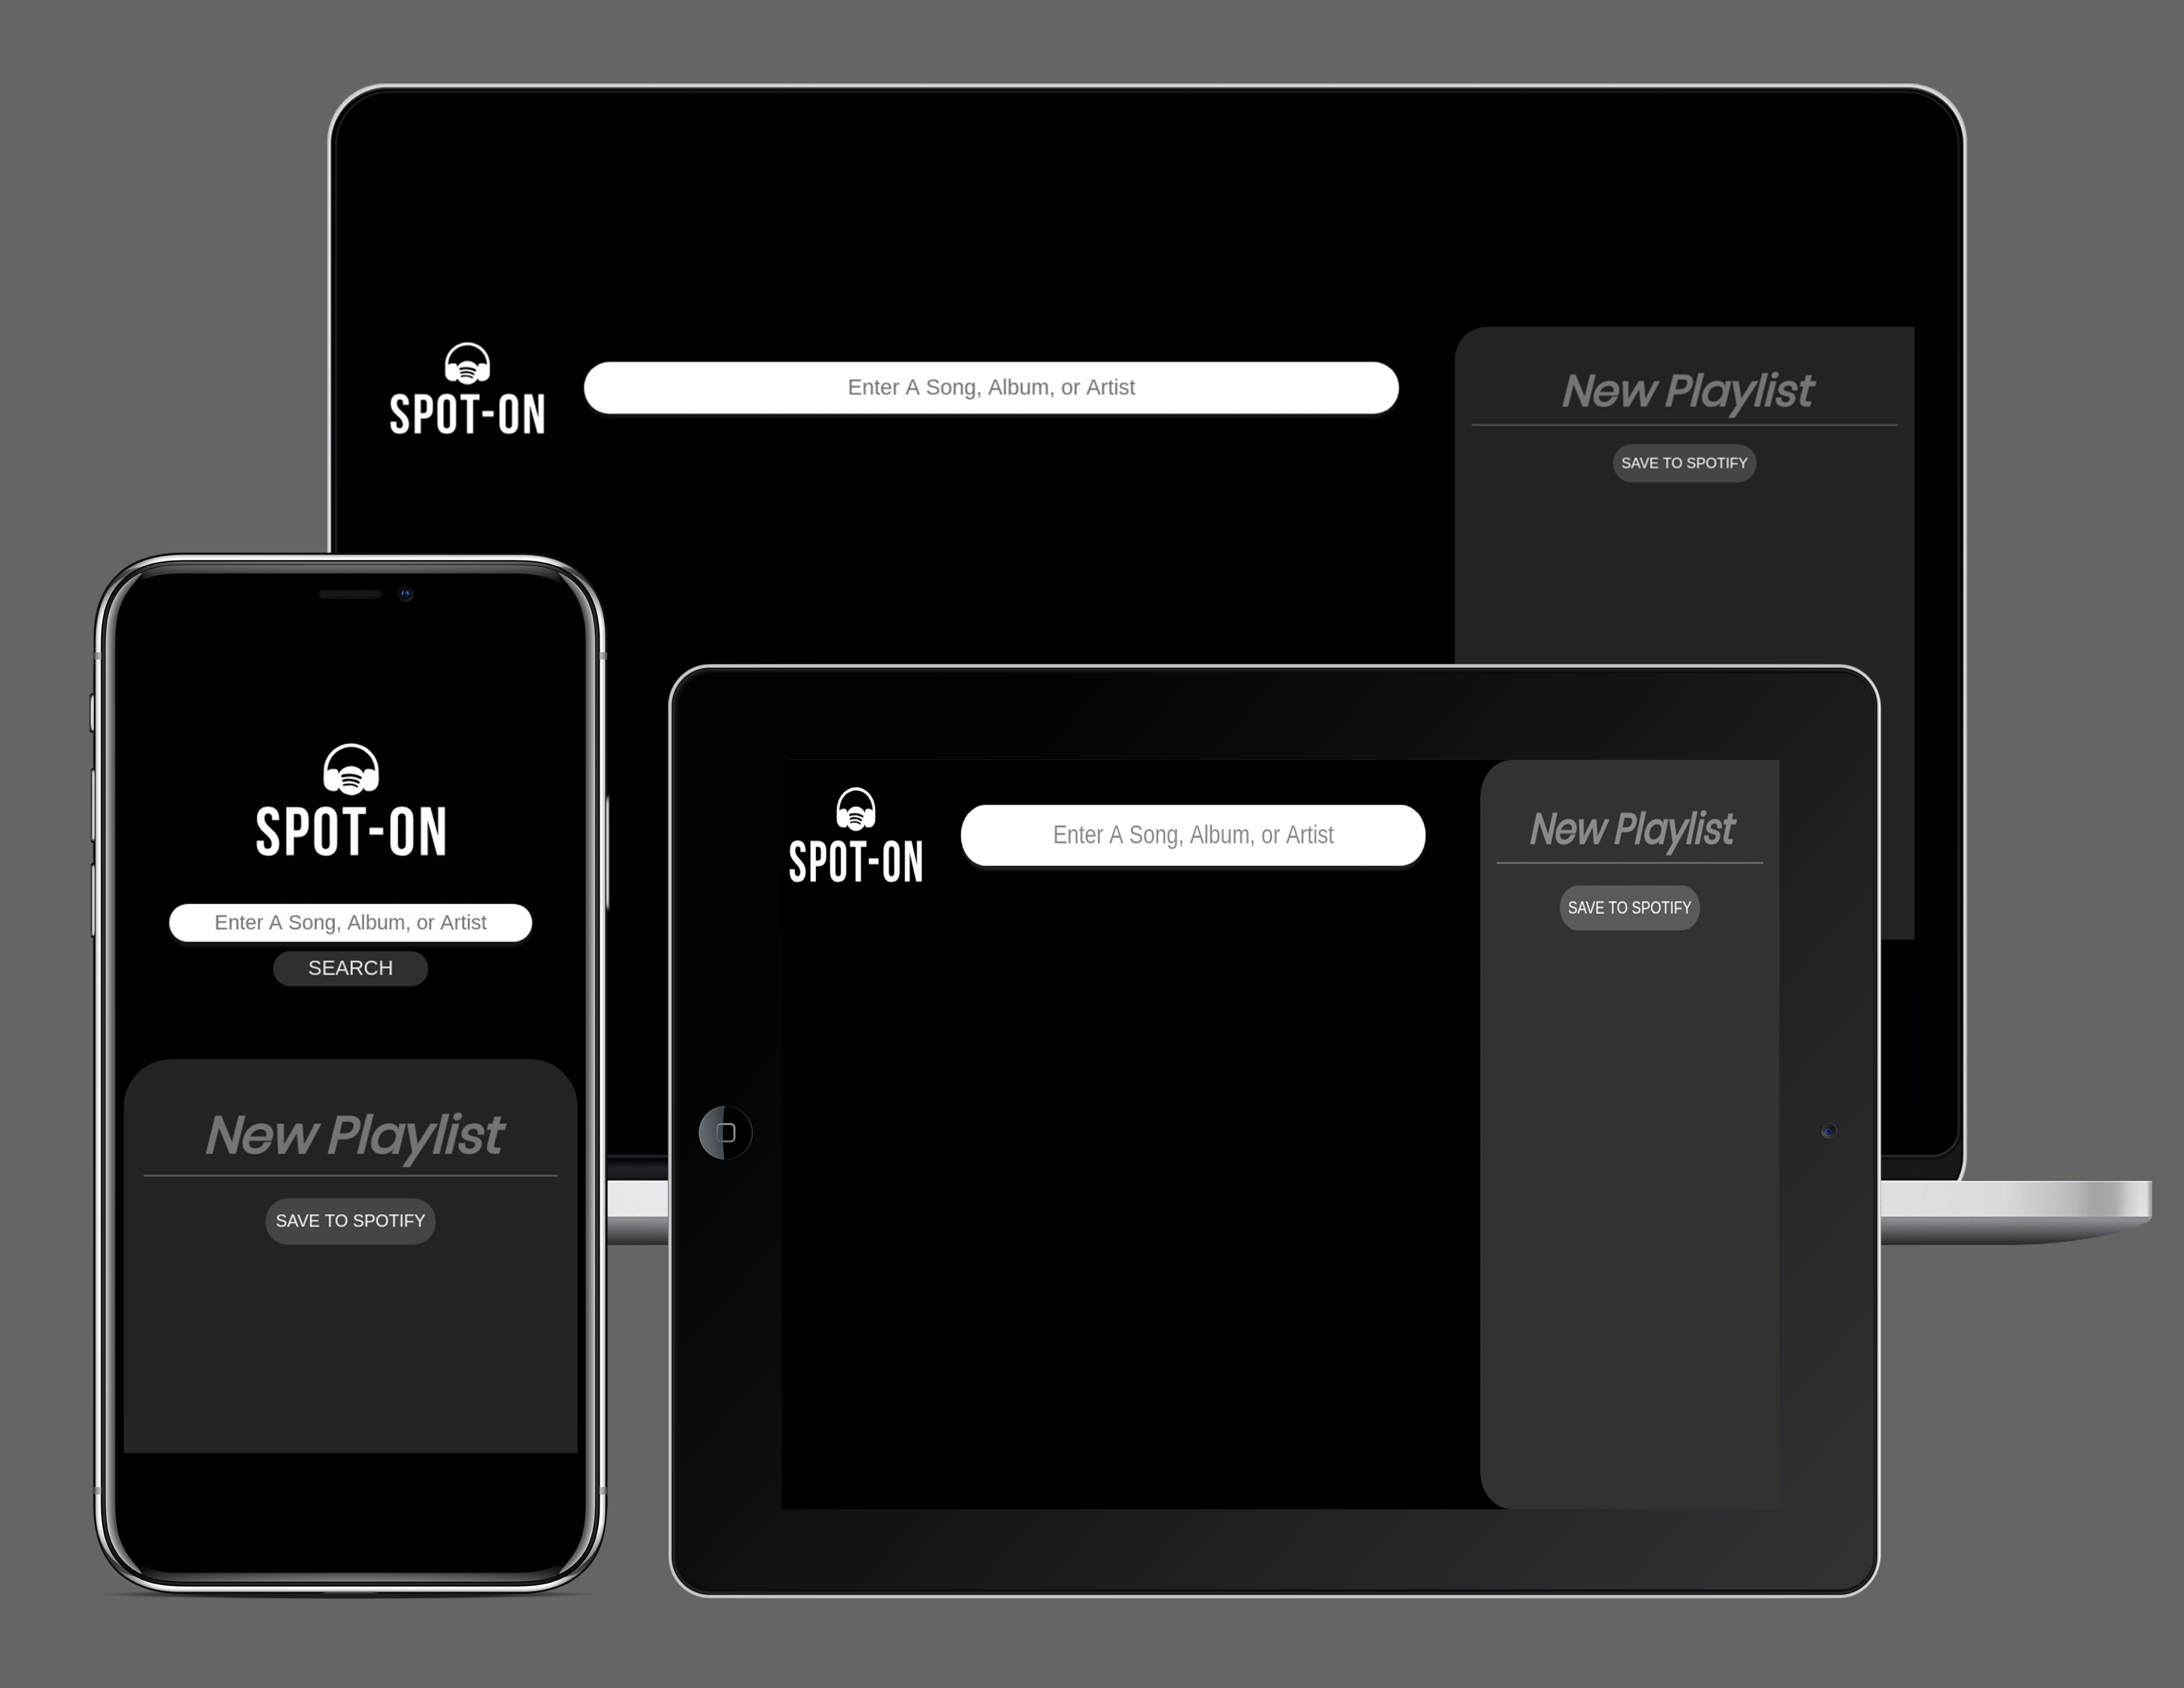 SPOT-ON
Enter A Song, Album, or Artist
New Playlist
SAVE TO SPOTIFY
SPOT-ON
Enter A Song, Album, or Artist
SEARCH
New Playlist
SAVE TO SPOTIFY
SPOT-ON
Enter A Song, Album, or Artist
New Playlist
SAVE TO SPOTIFY